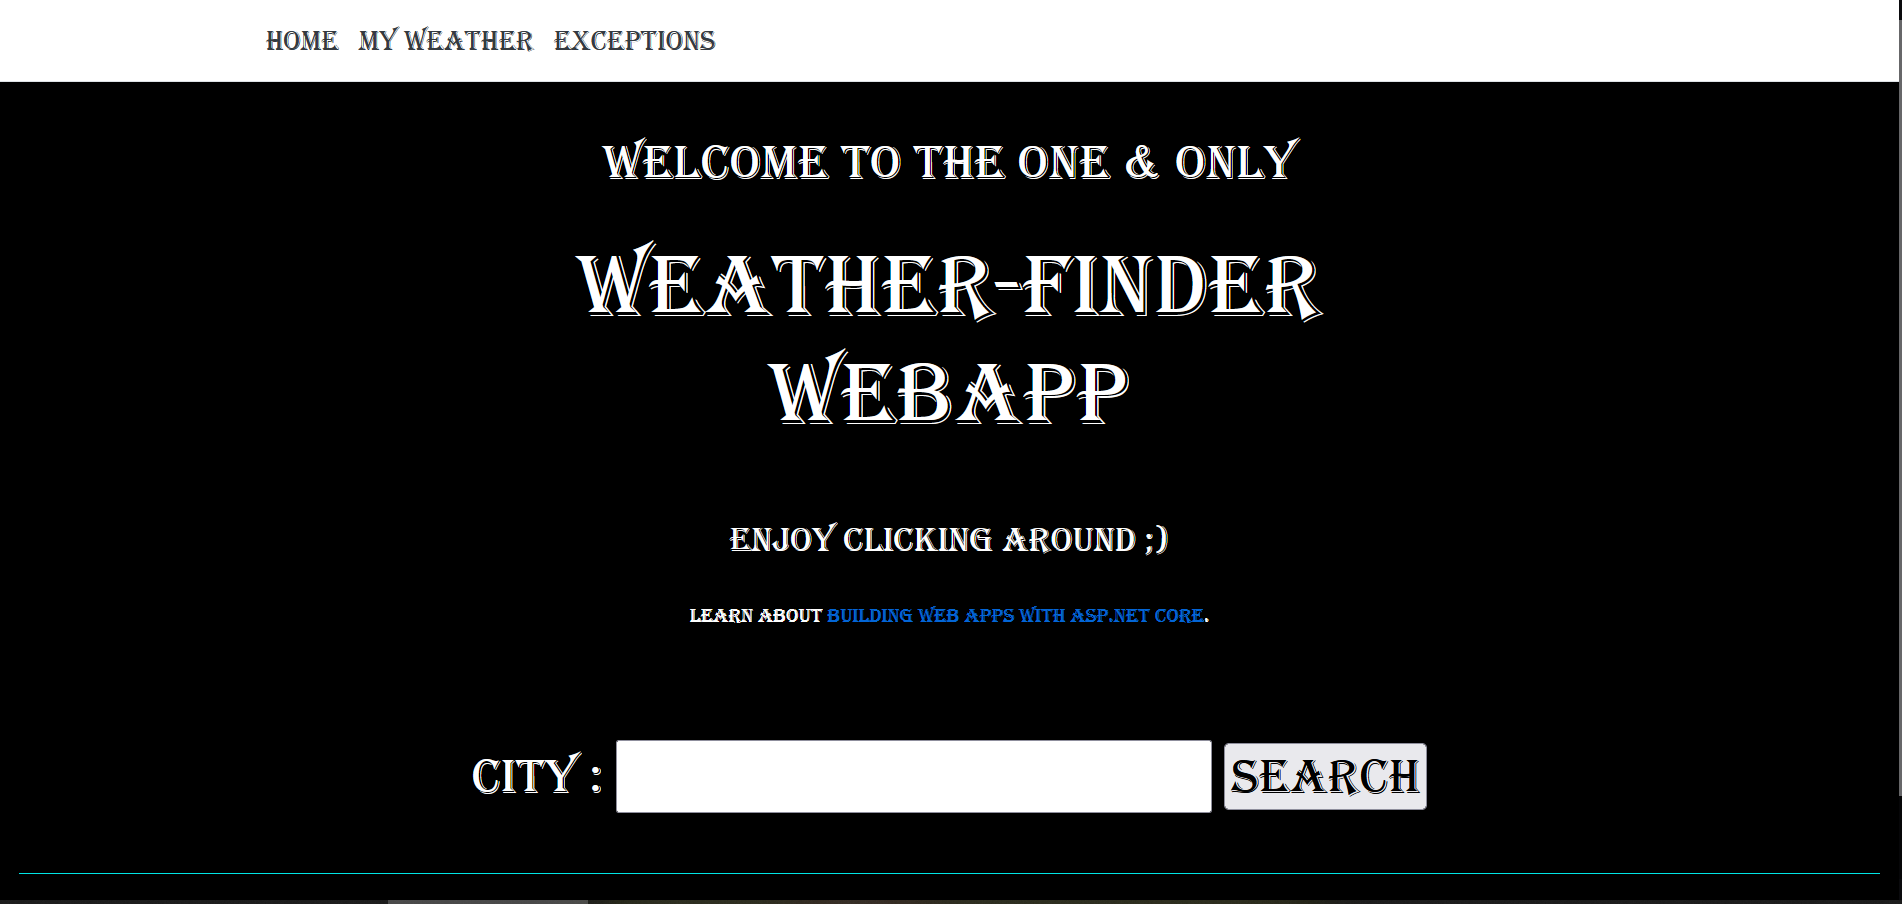 HOME MY WEATHER EXCEPTIONS
WELCOME TO THE ONE & ONLY
WEATHER-FINDER
WEBAPP
ENJOY CLICKING AROUND ;)
LEARN ABOUT BUILDING WEB APPS WITH ASP.NET CORE.
CITY : SEARCH